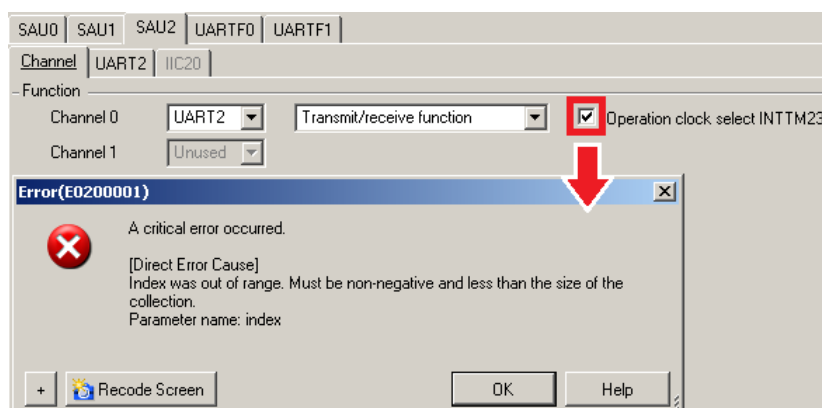 SAU0 SAU1 SAU2 UARTF0 UARTF1
Channel UART2 IIC20
Function
Channel 0 UART2 Transmit/receive function Operation clock select INTTM23
Channel 1 Unused
Error(E0200001)
A critical error occurred.
[Direct Error Cause]
Index was out of range. Must be non-negative and less than the size of the
collection.
Parameter name: index
+ Recode Screen OK Help